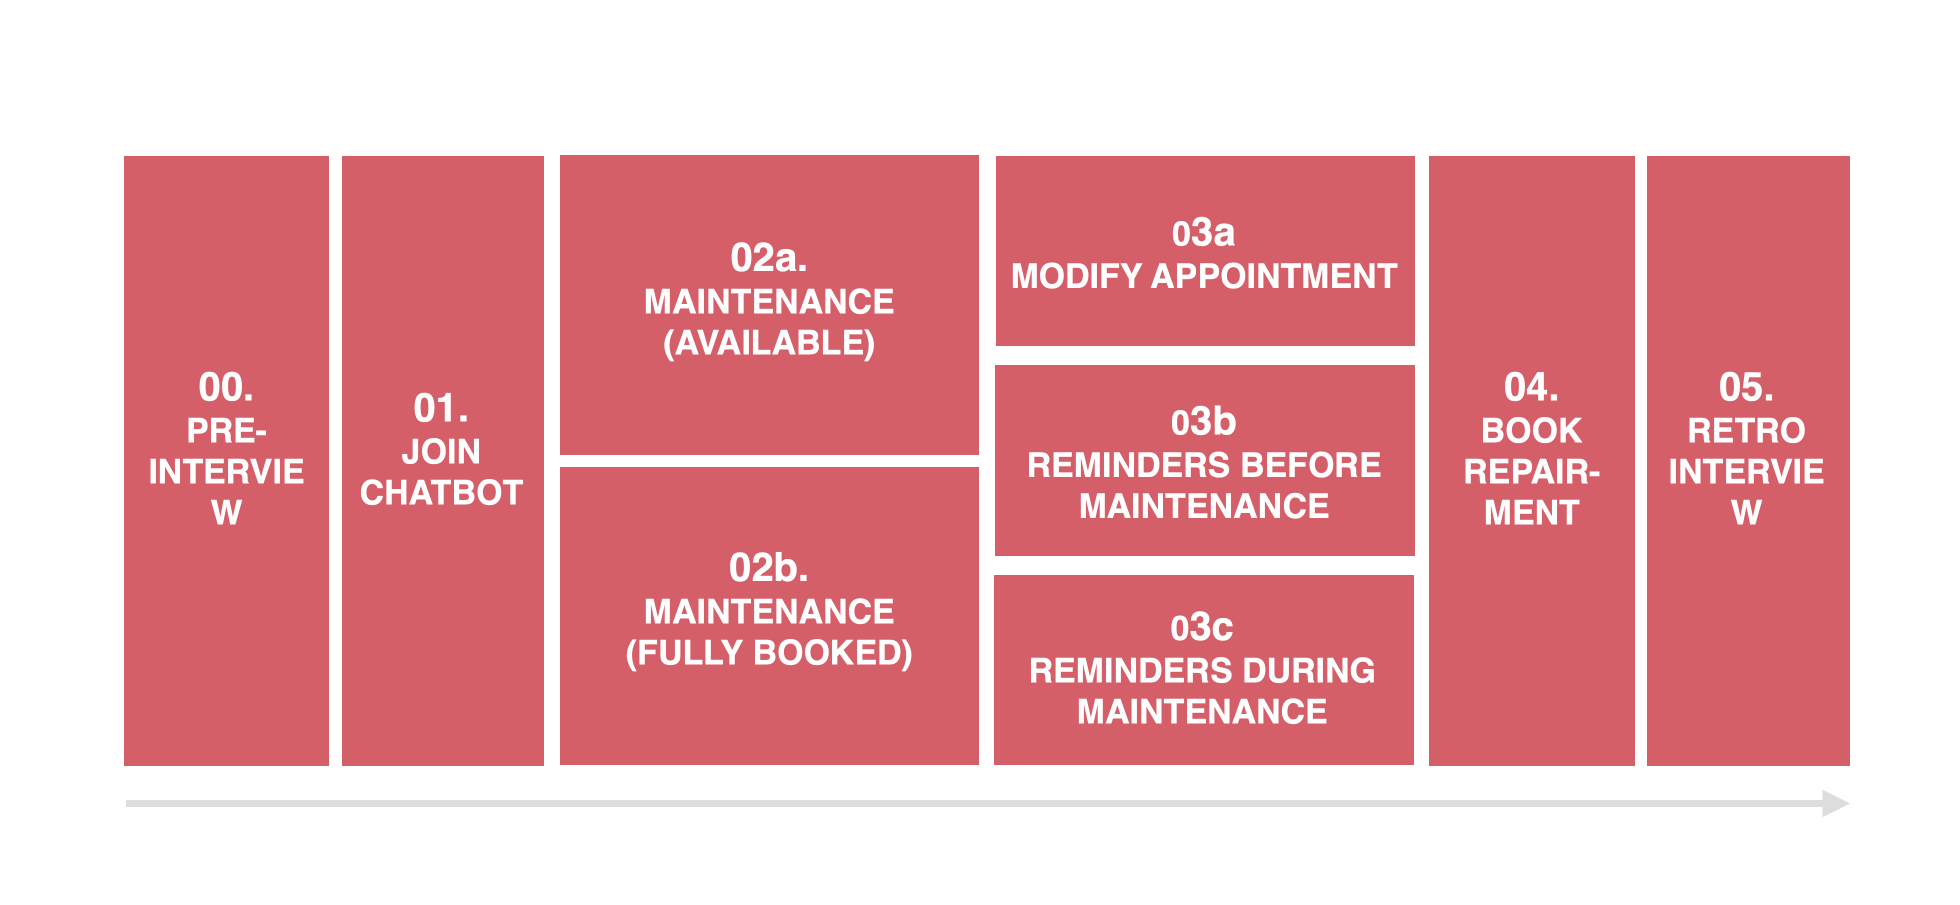 00.
PRE-
INTERVIE
W
01.
JOIN
CHATBOT
02a.
MAINTENANCE
(AVAILABLE)
02b.
MAINTENANCE
(FULLY BOOKED)
03a
MODIFY APPOINTMENT
03b
REMINDERS BEFORE
MAINTENANCE
03c
REMINDERS DURING
MAINTENANCE
04.
BOOK
REPAIR-
MENT
05.
RETRO
INTERVIE
W